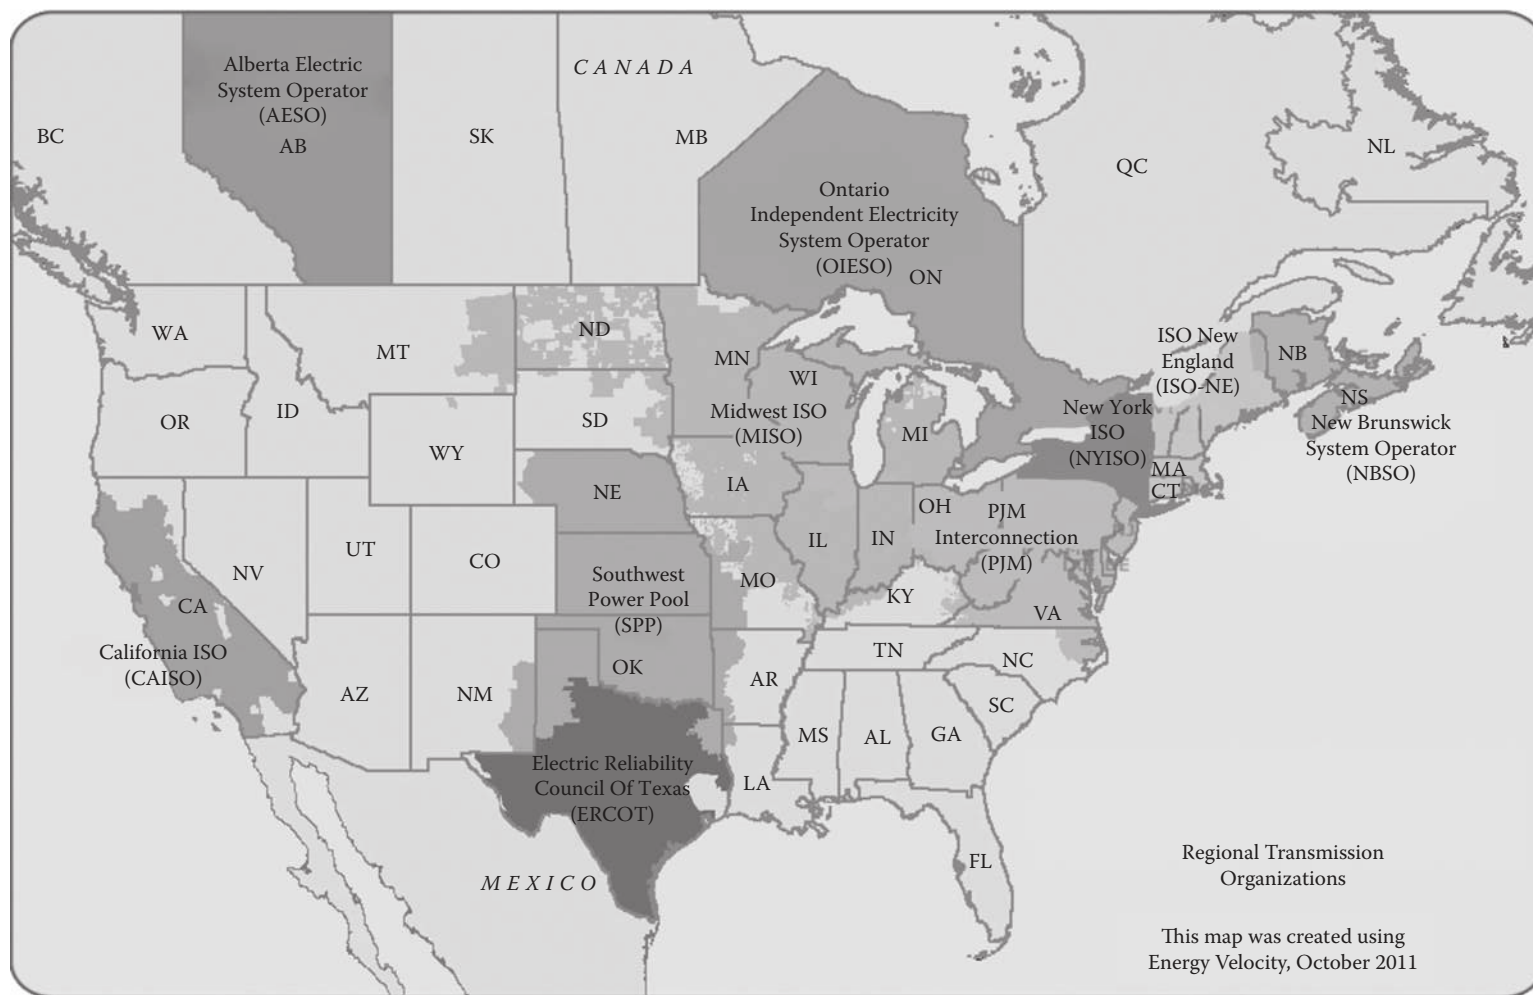 Alberta Electric
System Operator
(AESO)
AB
CANADA
BC
SK
MB
QC
NL
Ontario
Independent Electricity
System Operator
(OIESO)
ON
WA
MT
ND
MN
WI
ISO New
England
(ISO-NE)
NB
NS
New Brunswick
System Operator
(NBSO)
OR
ID
SD
WY
Midwest ISO
(MISO)
MI
New York
ISO
(NYISO)
MA
CT
NE
IA
OH
PJM
Interconnection
(PJM)
DE
IL
IN
NV
UT
CO
CA
Southwest
Power Pool
(SPP)
MO
KY
VA
California ISO
(CAISO)
AZ
NM
OK
AR
TN
NC
SC
MS
AL
GA
LA
Electric Reliability
Council Of Texas
(ERCOT)
MEXICO
FL
Regional Transmission
Organizations
This map was created using
Energy Velocity, October 2011